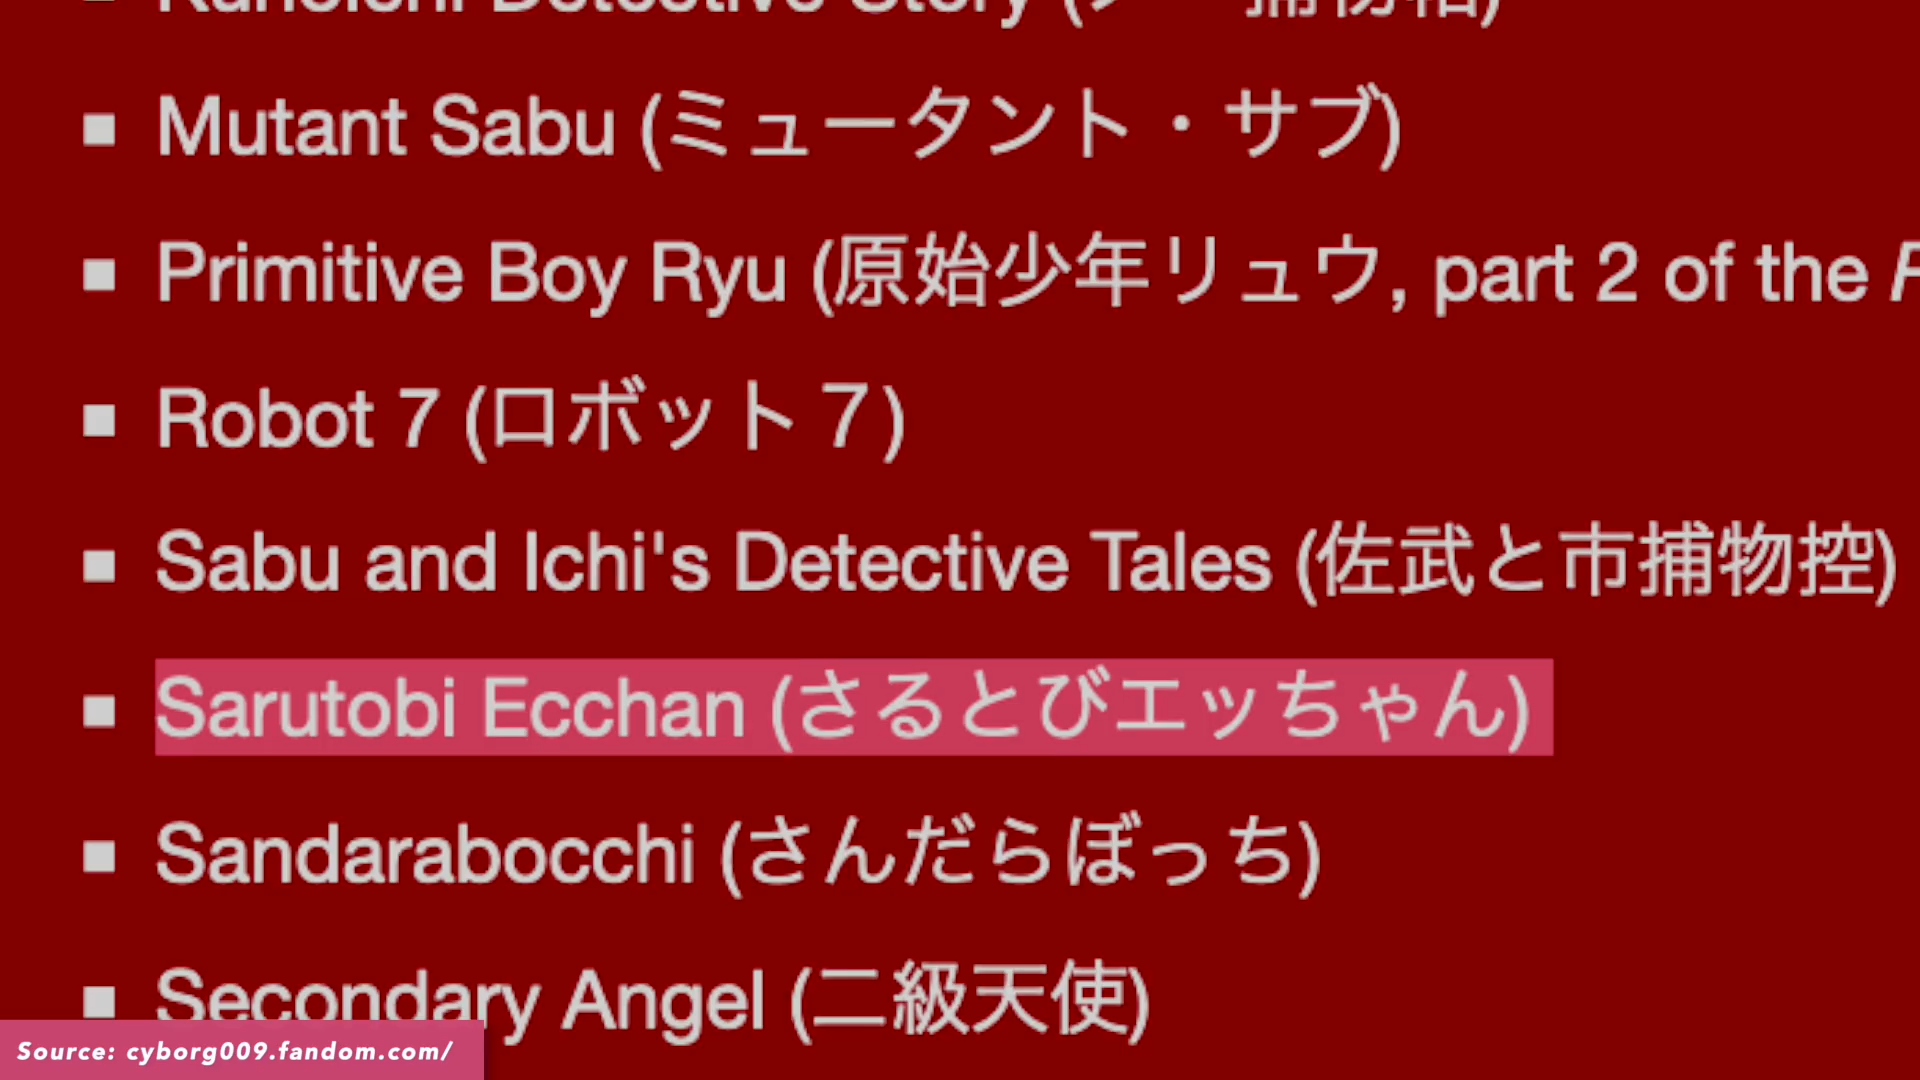 Detective Story (
Mutant Sabu (ミュータント・サブ)
Primitive Boy Ryu (原始少年リュウ, part 2 of the
Robot 7 (ロボット７)
Sabu and Ichi's Detective Tales (佐武と市捕物控)
Sarutobi Ecchan (さるとびエッちゃん)
Sandarabocchi (さんだらぼっち)
Secondary Angel (二級天使)
Source: cyborg009.fandom.com/